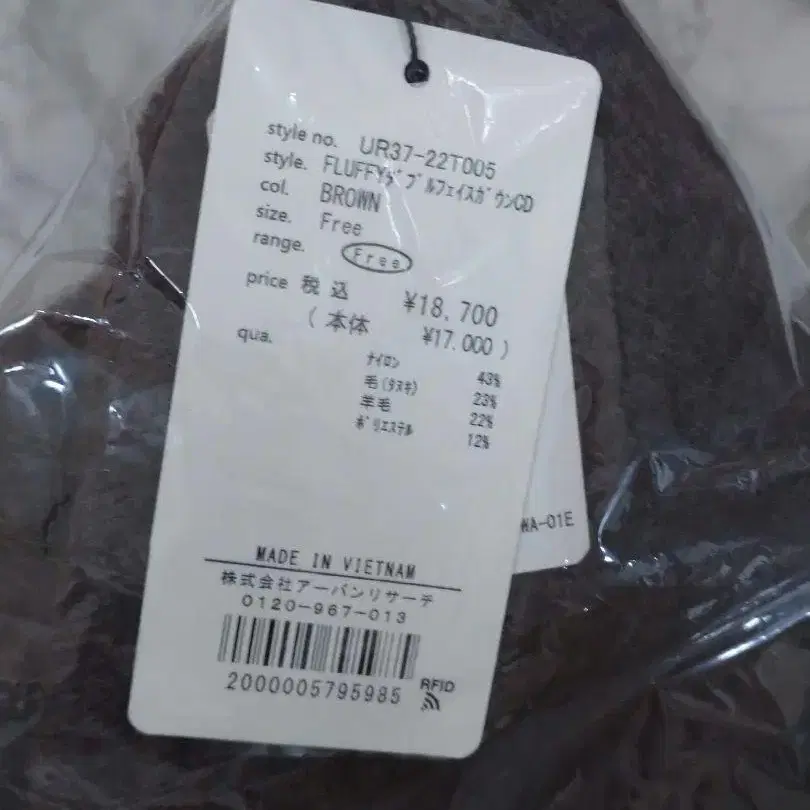 style no. UR37-22T005
style. FLUFFYダブルフェイスガウンCD
col. BROWN
size. Free
range. Free
price 税込 ¥18,700
(本体 ¥17,000)
qua.
ナイロン 43%
毛(タヌキ) 23%
羊毛 22%
ポリエステル 12%
WA-01E
MADE IN VIETNAM
株式会社アーバンリサーチ
0120-967-013
2000005795985
RFID